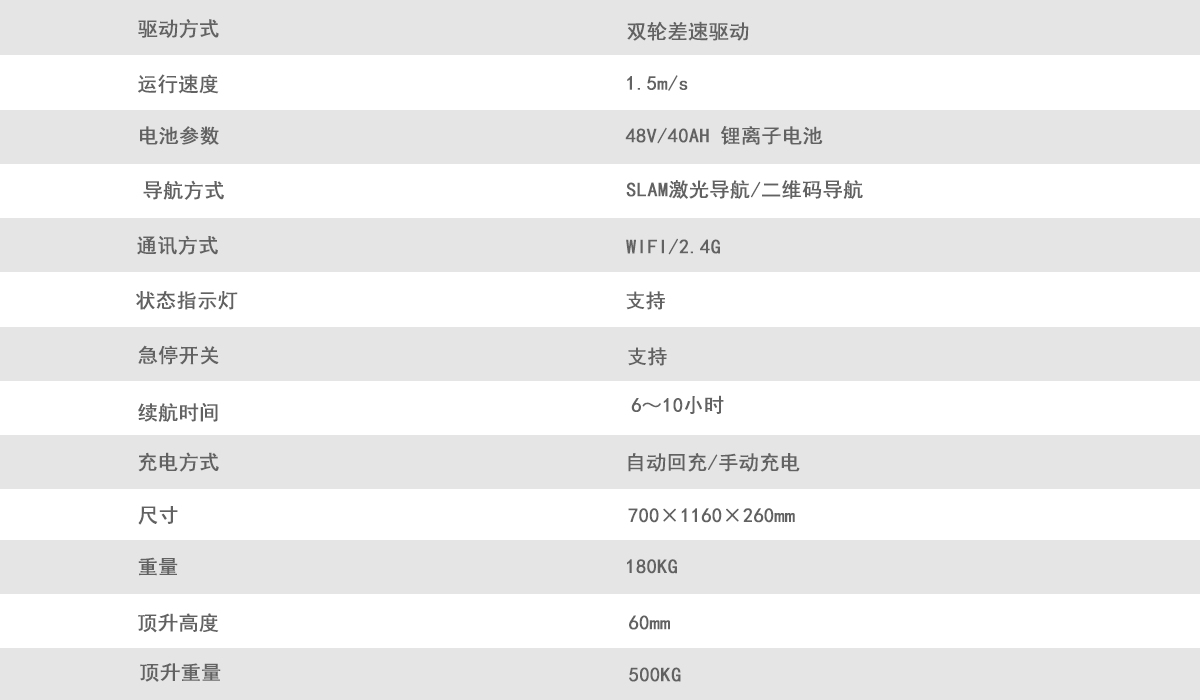 驱动方式 双轮差速驱动
运行速度 1.5m/s
电池参数 48V/40AH 锂离子电池
导航方式 SLAM激光导航/二维码导航
通讯方式 WIFI/2.4G
状态指示灯 支持
急停开关 支持
续航时间 6～10小时
充电方式 自动回充/手动充电
尺寸 700×1160×260mm
重量 180KG
顶升高度 60mm
顶升重量 500KG